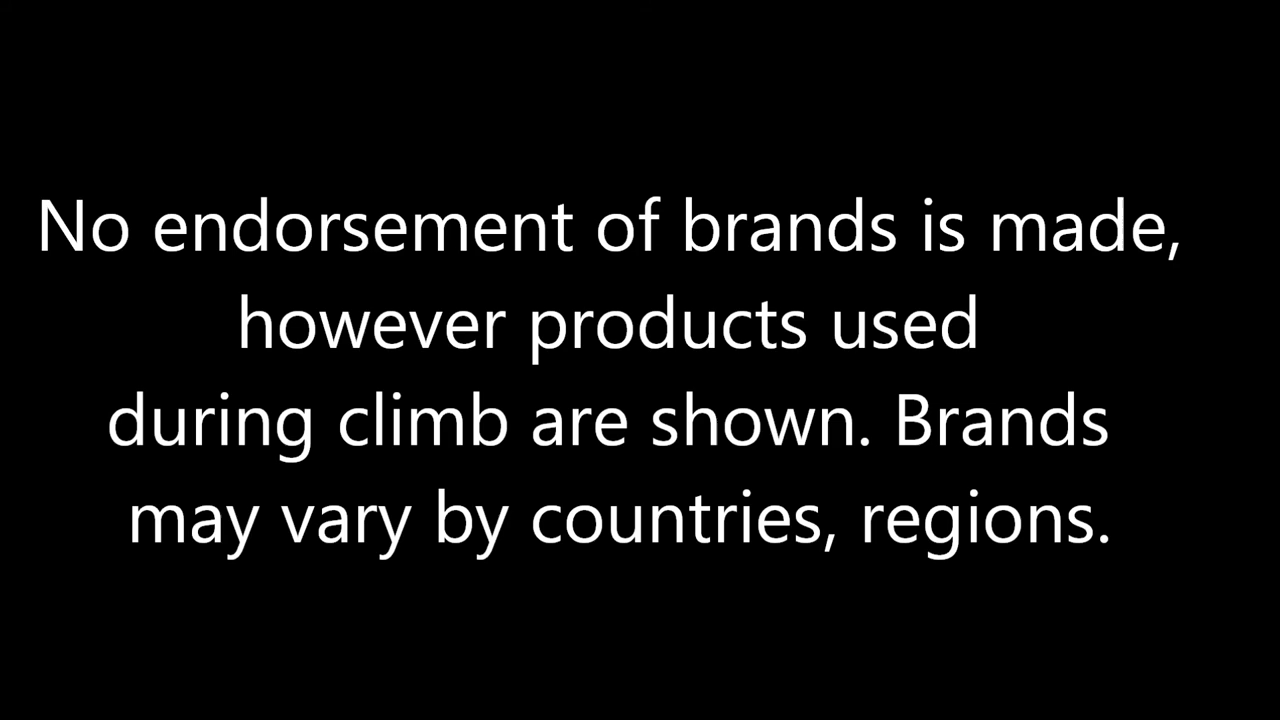 No endorsement of brands is made,
however products used
during climb are shown. Brands
may vary by countries, regions.